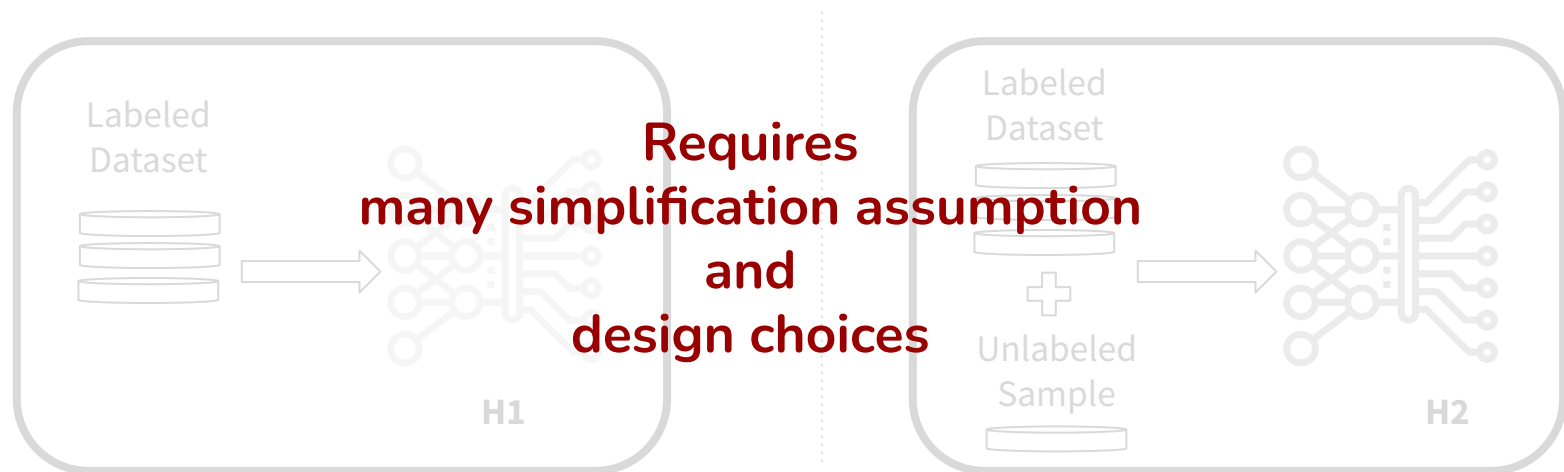 Labeled
Dataset
H1
Requires
many simplification assumption
and
design choices
Labeled
Dataset
Unlabeled
Sample
H2